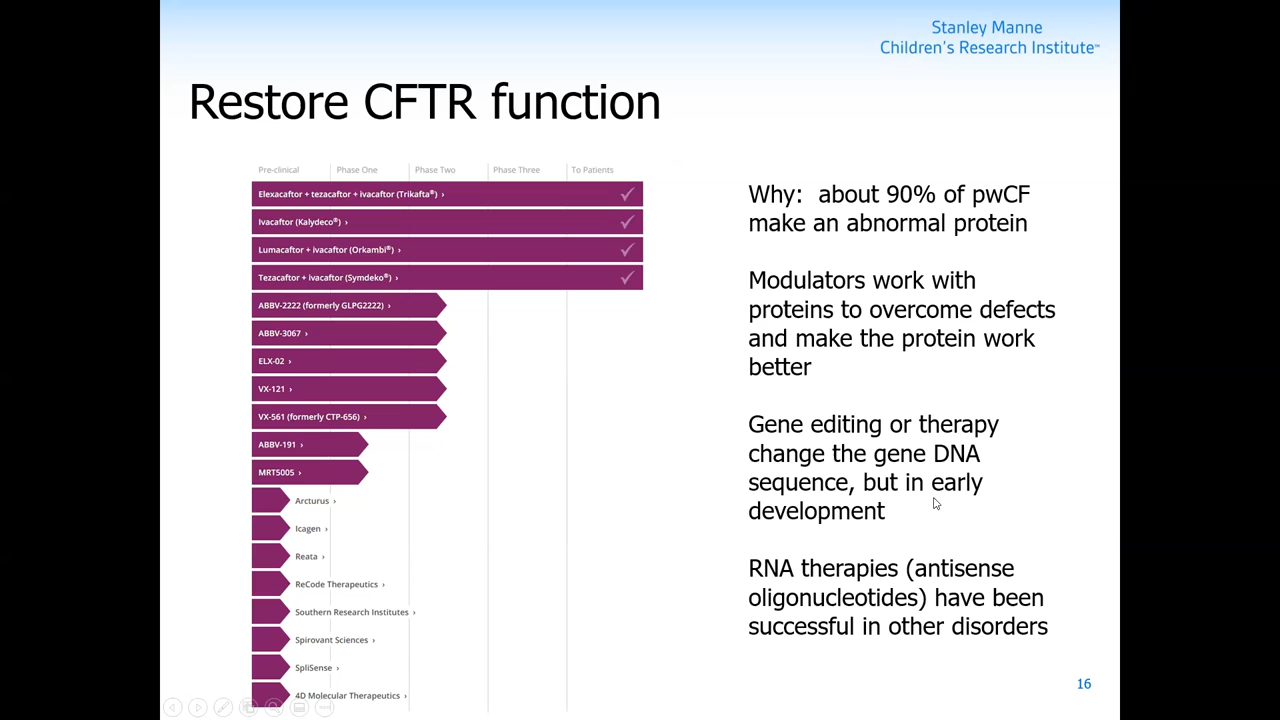 Stanley Manne
Children's Research Institute™
Restore CFTR function
Pre-clinical Phase One Phase Two Phase Three To Patients
Elexacaftor + tezacaftor + ivacaftor (Trikafta®) ›
Ivacaftor (Kalydeco®) ›
Lumacaftor + ivacaftor (Orkambi®) ›
Tezacaftor + ivacaftor (Symdeko®) ›
ABBV-2222 (formerly GLPG2222) ›
ABBV-3067 ›
ELX-02 ›
VX-121 ›
VX-561 (formerly CTP-656) ›
ABBV-191 ›
MRT5005 ›
Arcturus ›
Icagen ›
Reata ›
ReCode Therapeutics ›
Southern Research Institutes ›
Spirovant Sciences ›
SpliSense ›
4D Molecular Therapeutics ›
Why: about 90% of pwCF
make an abnormal protein
Modulators work with
proteins to overcome defects
and make the protein work
better
Gene editing or therapy
change the gene DNA
sequence, but in early
development
RNA therapies (antisense
oligonucleotides) have been
successful in other disorders
16